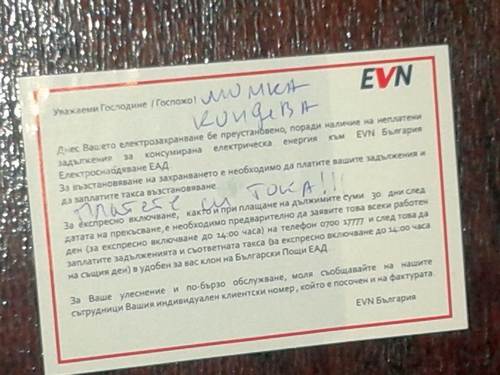 EVN
Уважаеми Господине / Госпожо! МОМКА
КОИДЕВА
Днес Вашето електрозахранване бе преустановено, поради наличие на неплатени
задължения за консумирана електрическа енергия към EVN България
Електроснабдяване ЕАД.
За възстановяване на захранването е необходимо да платите вашите задължения и
да заплатите такса възстановяване
ПЛАТЕТЕ СИ ТОКА!!!
За експресно включване, както и при плащане на дължимите суми 30 дни след
датата на прекъсване, е необходимо предварително да заявите това всеки работен
ден (за експресно включване до 14:00 часа) на телефон 0700 17777 и след това да
заплатите задълженията и съответната такса (за експресно включване до 14:00 часа
на същия ден) в удобен за вас клон на Български Пощи ЕАД.
За Ваше улеснение и по-бързо обслужване, моля съобщавайте на нашите
сътрудници Вашия индивидуален клиентски номер, който е посочен и на фактурата.
EVN България